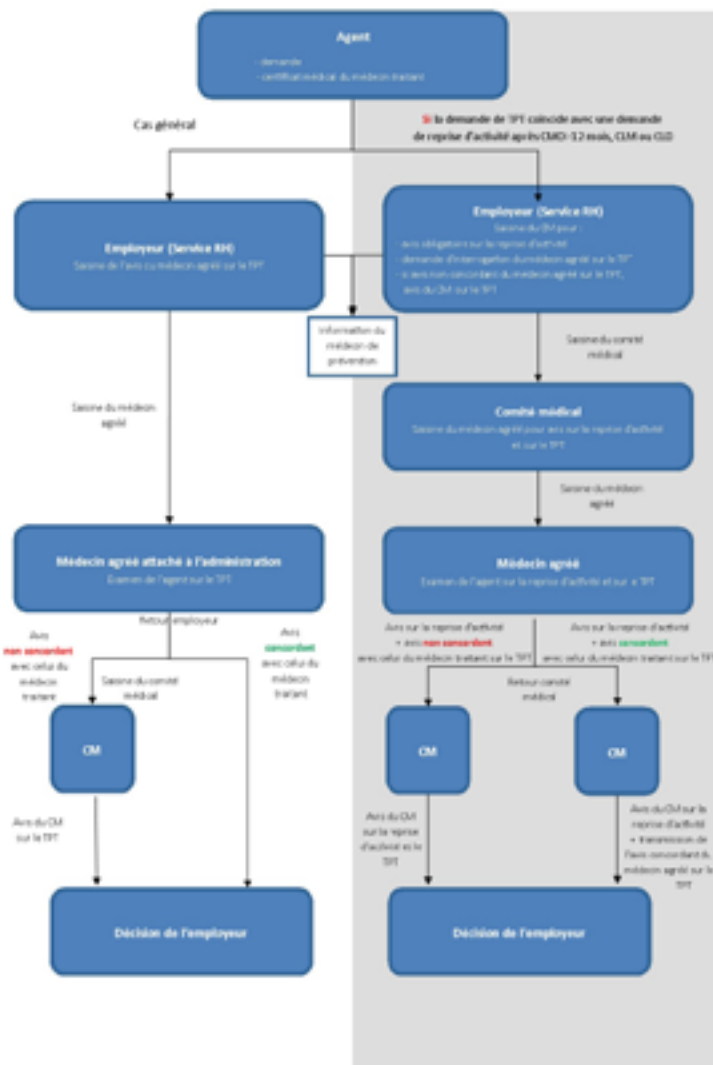 Agent
- demande
- certificat médical du médecin traitant
Cas général
Si la demande de TPT coïncide avec une demande
de reprise d'activité après CMO 12 mois, CLM ou CLD
Employeur (Service RH)
Saisine de l'avis du médecin agréé sur le TPT
Employeur (Service RH)
Saisine du CM pour :
- avis obligatoire sur la reprise d'activité
- demande d'interrogation du médecin agréé sur le TPT
- si avis non concordant du médecin agréé sur le TPT,
avis du CM sur le TPT
Information du
médecin de
prévention
Saisine du comité
médical
Saisine du médecin
agréé
Comité médical
Saisine du médecin agréé pour avis sur la reprise d'activité
et sur le TPT
Saisine du médecin
agréé
Médecin agréé attaché à l'administration
Examen de l'agent sur le TPT
Médecin agréé
Examen de l'agent sur la reprise d'activité et sur le TPT
Retour employeur
Avis
non concordant
avec celui du
médecin
traitant
Saisine du comité
médical
Avis
concordant
avec celui du
médecin
traitant
Avis sur la reprise d'activité
+ avis non concordant
avec celui du médecin traitant sur le TPT
Avis sur la reprise d'activité
+ avis concordant
avec celui du médecin traitant sur le TPT
Retour comité
médical
CM
CM
CM
Avis du CM
sur le TPT
Avis du CM
sur la reprise
d'activité et le
TPT
Avis du CM sur la
reprise d'activité
+ transmission de
l'avis concordant du
médecin agréé sur le
TPT
Décision de l'employeur
Décision de l'employeur